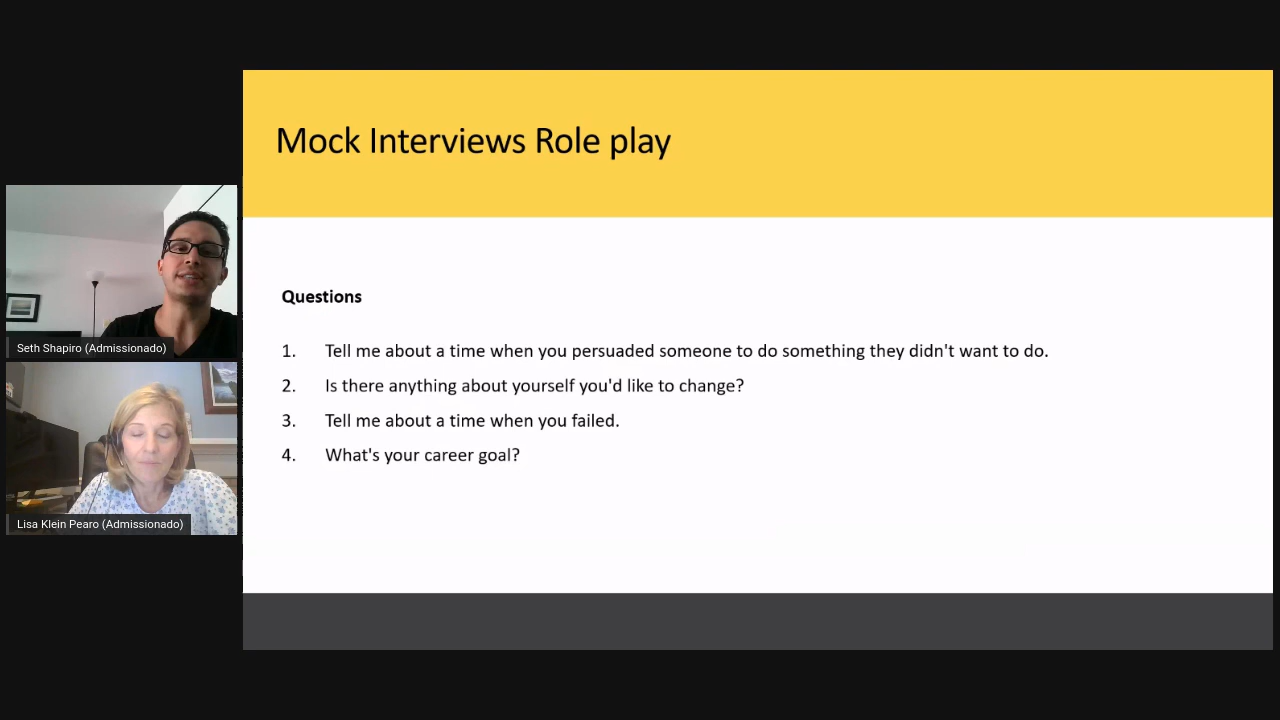 Mock Interviews Role play
Seth Shapiro (Admissionado)
Lisa Klein Pearo (Admissionado)
Questions
1. Tell me about a time when you persuaded someone to do something they didn't want to do.
2. Is there anything about yourself you'd like to change?
3. Tell me about a time when you failed.
4. What's your career goal?